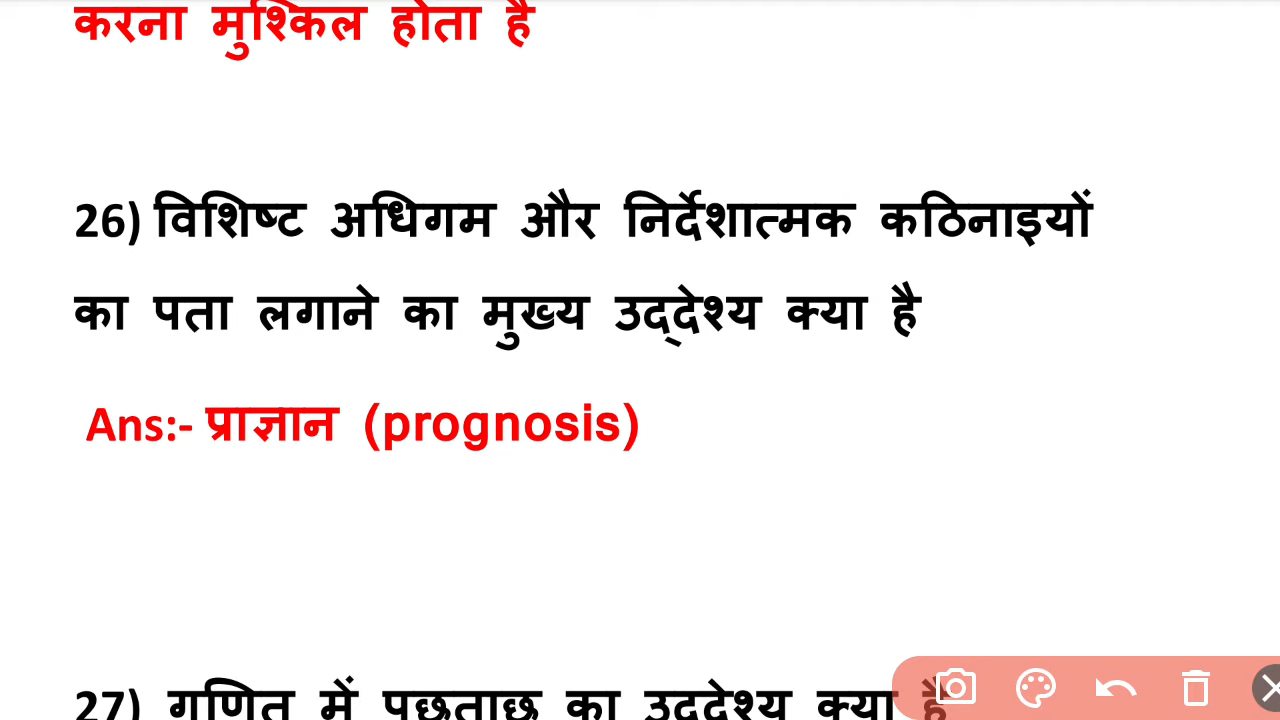 करना मुश्किल होता है
26) विशिष्ट अधिगम और निर्देशात्मक कठिनाइयों
का पता लगाने का मुख्य उद्देश्य क्या है
Ans:- प्राज्ञान (prognosis)
27) गणित में पूछताछ का उद्देश्य क्या है